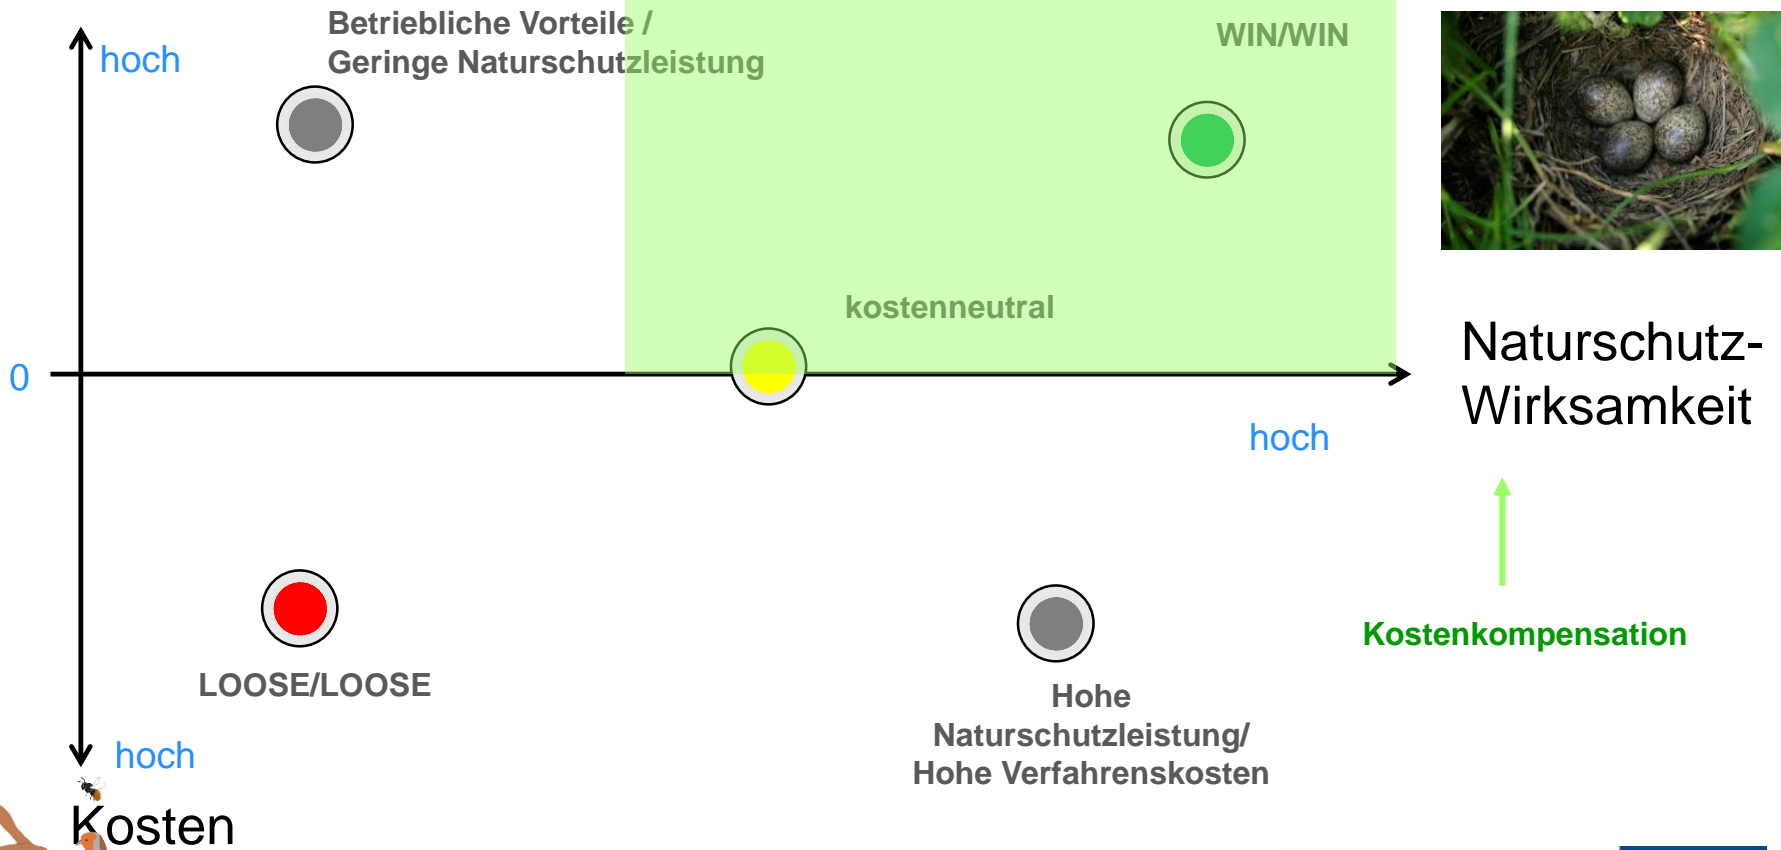 Betriebliche Vorteile /
Geringe Naturschutzleistung
WIN/WIN
hoch
kostenneutral
0
Naturschutz-
Wirksamkeit
hoch
Kostenkompensation
LOOSE/LOOSE
Hohe
Naturschutzleistung/
Hohe Verfahrenskosten
hoch
Kosten